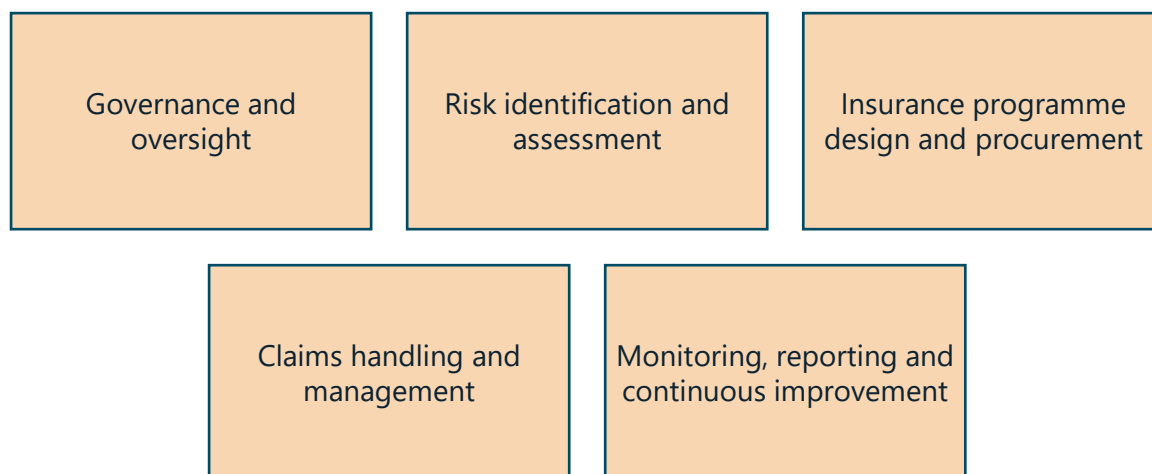 Governance and
oversight
Risk identification and
assessment
Insurance programme
design and procurement
Claims handling and
management
Monitoring, reporting and
continuous improvement